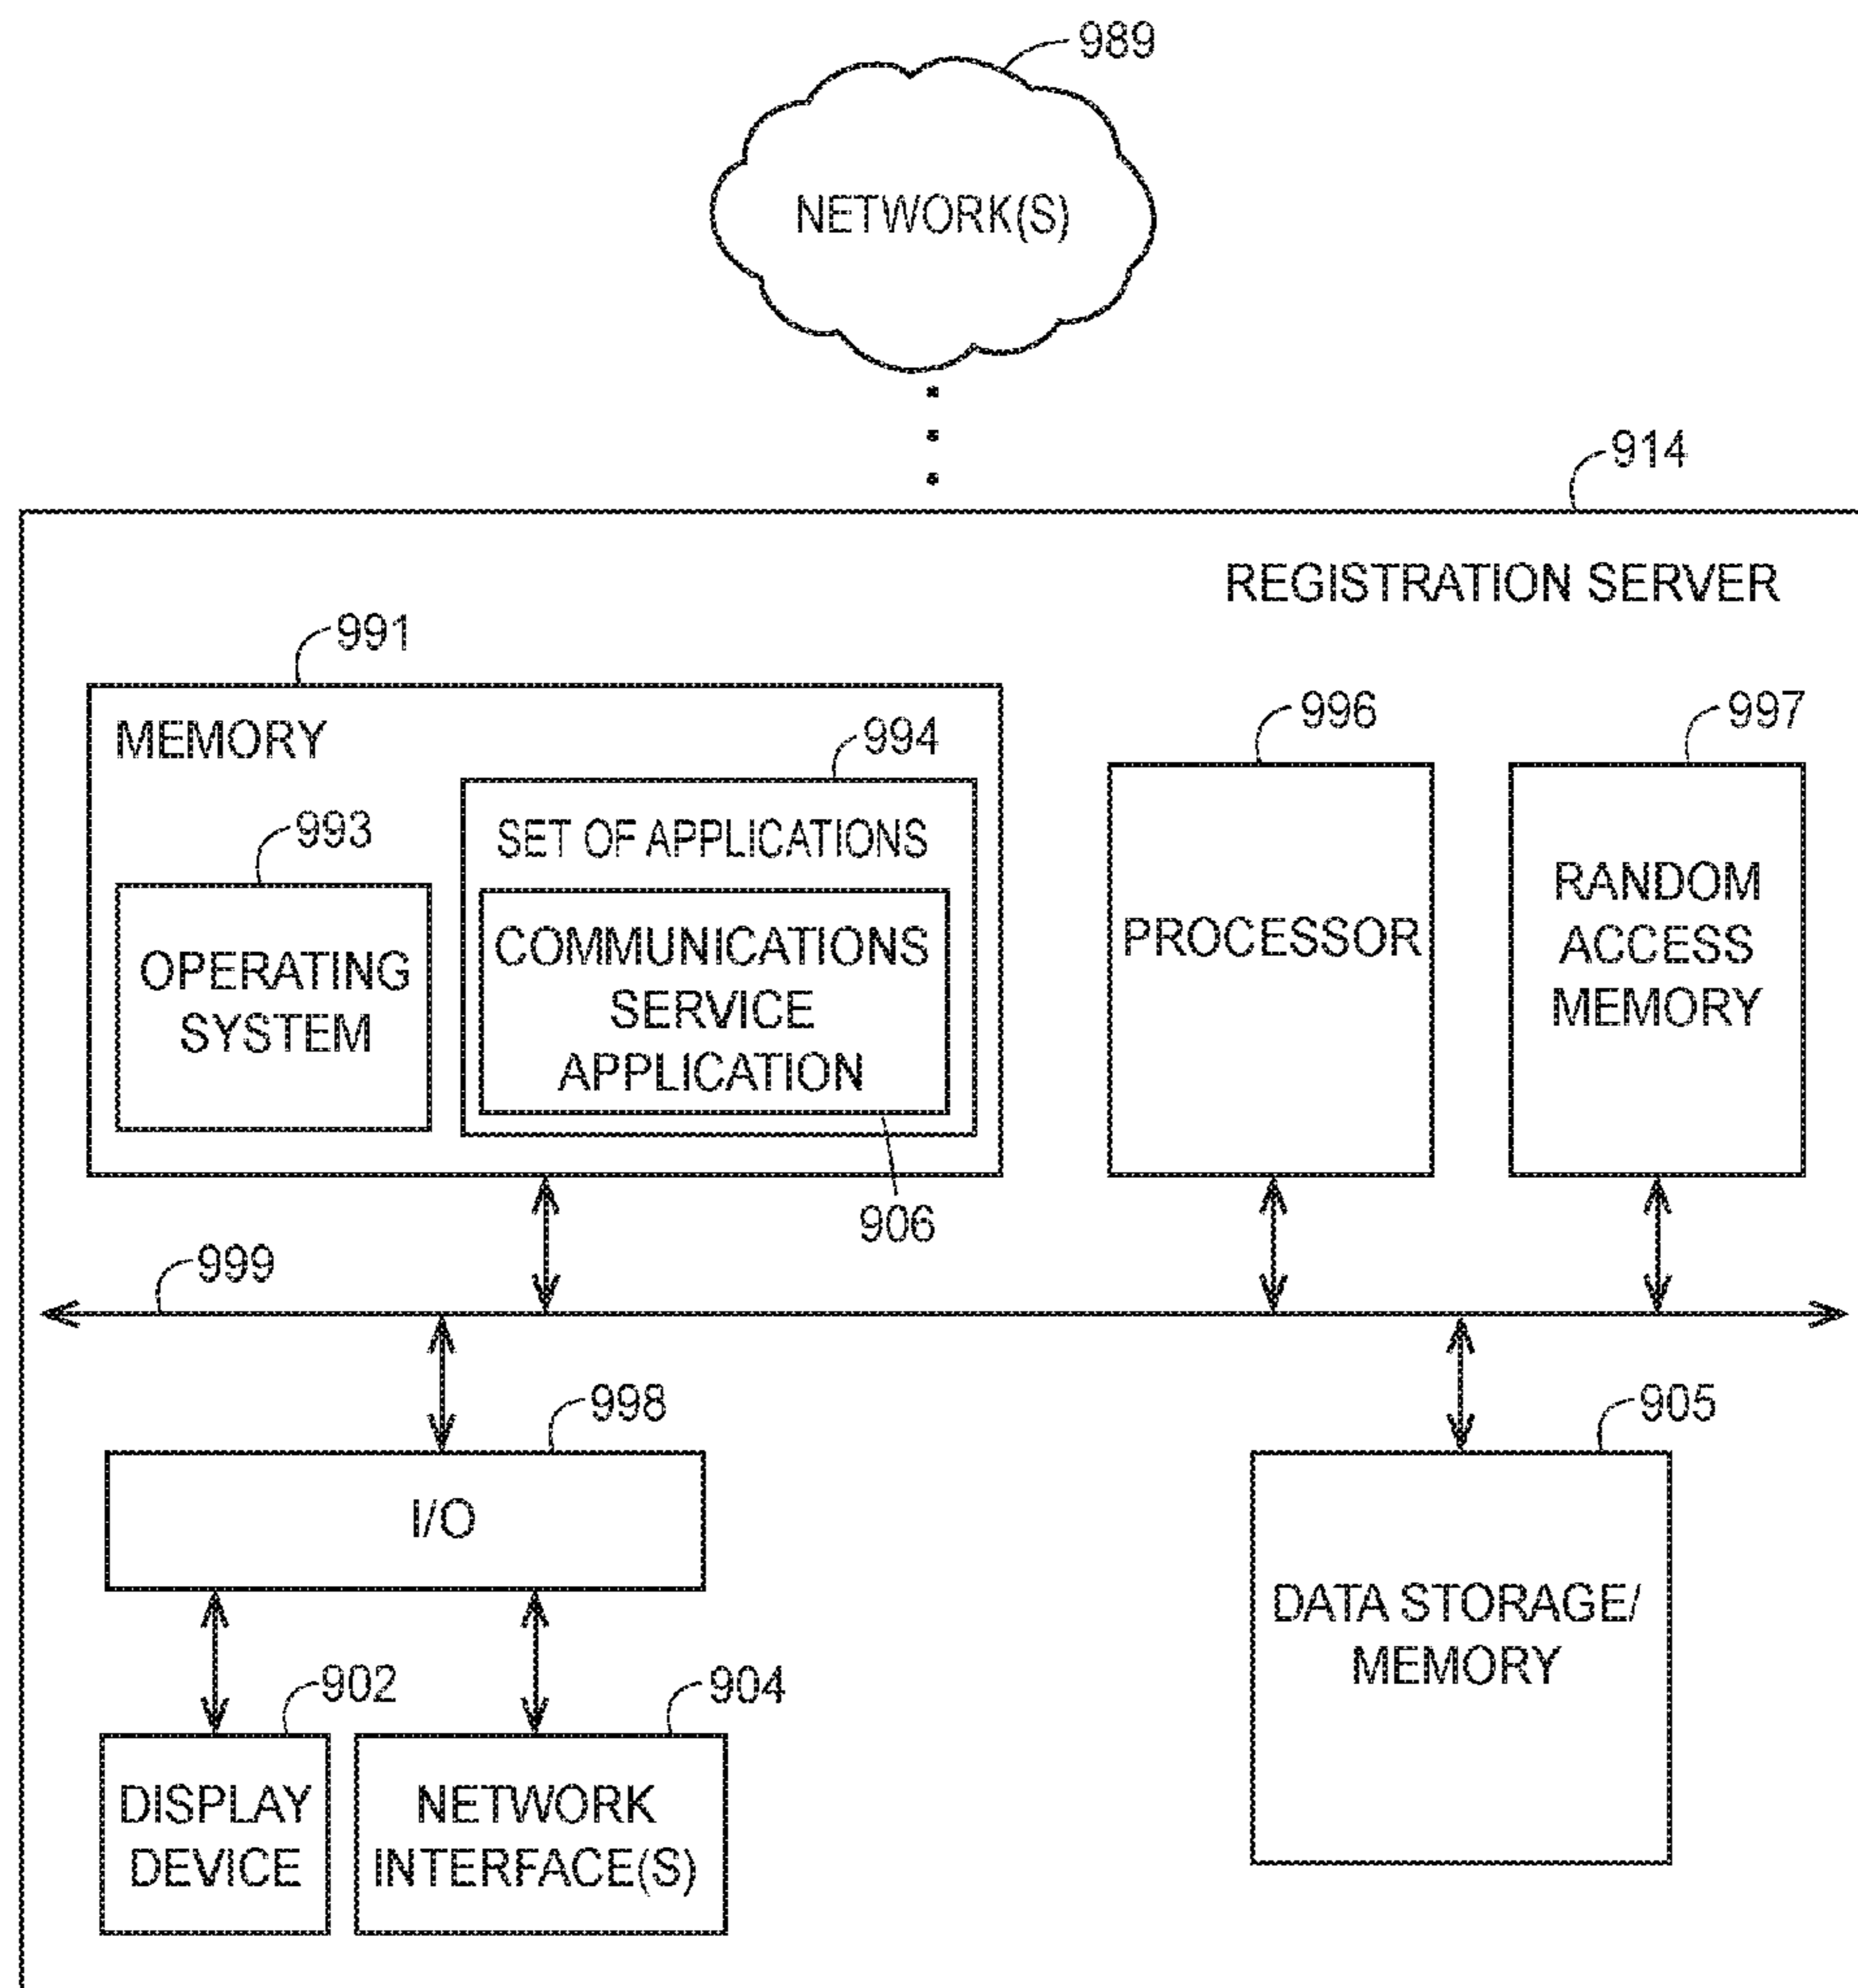 989
NETWORK(S)
914
REGISTRATION SERVER
991
MEMORY
994
996
997
993
SET OF APPLICATIONS
OPERATING
SYSTEM
COMMUNICATIONS
SERVICE
APPLICATION
PROCESSOR
RANDOM
ACCESS
MEMORY
906
999
998
905
I/O
DATA STORAGE/
MEMORY
902
904
DISPLAY
DEVICE
NETWORK
INTERFACE(S)